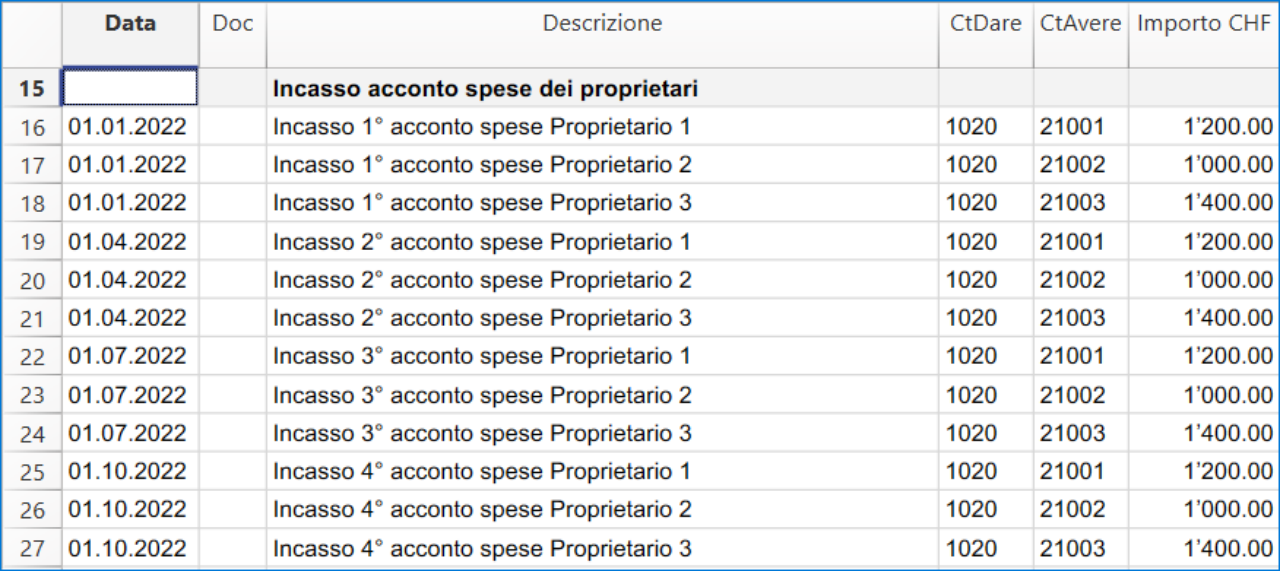 Data Doc Descrizione CtDare CtAvere Importo CHF
15 Incasso acconto spese dei proprietari
16 01.01.2022 Incasso 1° acconto spese Proprietario 1 1020 21001 1’200.00
17 01.01.2022 Incasso 1° acconto spese Proprietario 2 1020 21002 1’000.00
18 01.01.2022 Incasso 1° acconto spese Proprietario 3 1020 21003 1’400.00
19 01.04.2022 Incasso 2° acconto spese Proprietario 1 1020 21001 1’200.00
20 01.04.2022 Incasso 2° acconto spese Proprietario 2 1020 21002 1’000.00
21 01.04.2022 Incasso 2° acconto spese Proprietario 3 1020 21003 1’400.00
22 01.07.2022 Incasso 3° acconto spese Proprietario 1 1020 21001 1’200.00
23 01.07.2022 Incasso 3° acconto spese Proprietario 2 1020 21002 1’000.00
24 01.07.2022 Incasso 3° acconto spese Proprietario 3 1020 21003 1’400.00
25 01.10.2022 Incasso 4° acconto spese Proprietario 1 1020 21001 1’200.00
26 01.10.2022 Incasso 4° acconto spese Proprietario 2 1020 21002 1’000.00
27 01.10.2022 Incasso 4° acconto spese Proprietario 3 1020 21003 1’400.00